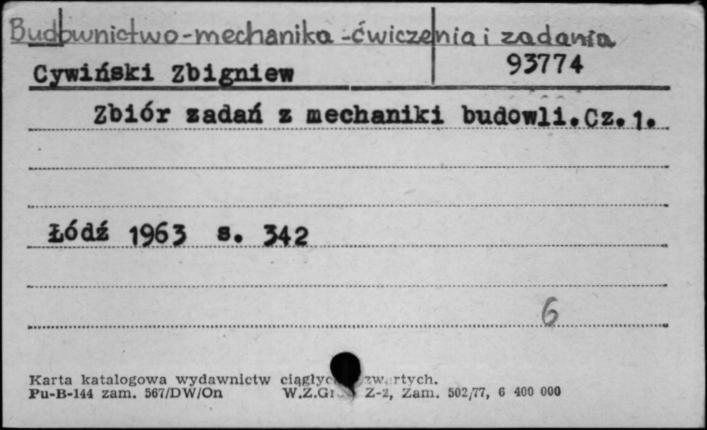 Budownictwo-mechanika-ćwiczenia i zadania
Cywiński Zbigniew 93774
Zbiór zadań z mechaniki budowli.Cz.1.
Łódź 1963 s. 342
6
Karta katalogowa wydawnictw
Pu-B-144 zam. 567/DW/On Z-2, Zam. 502/77, 6 400 000